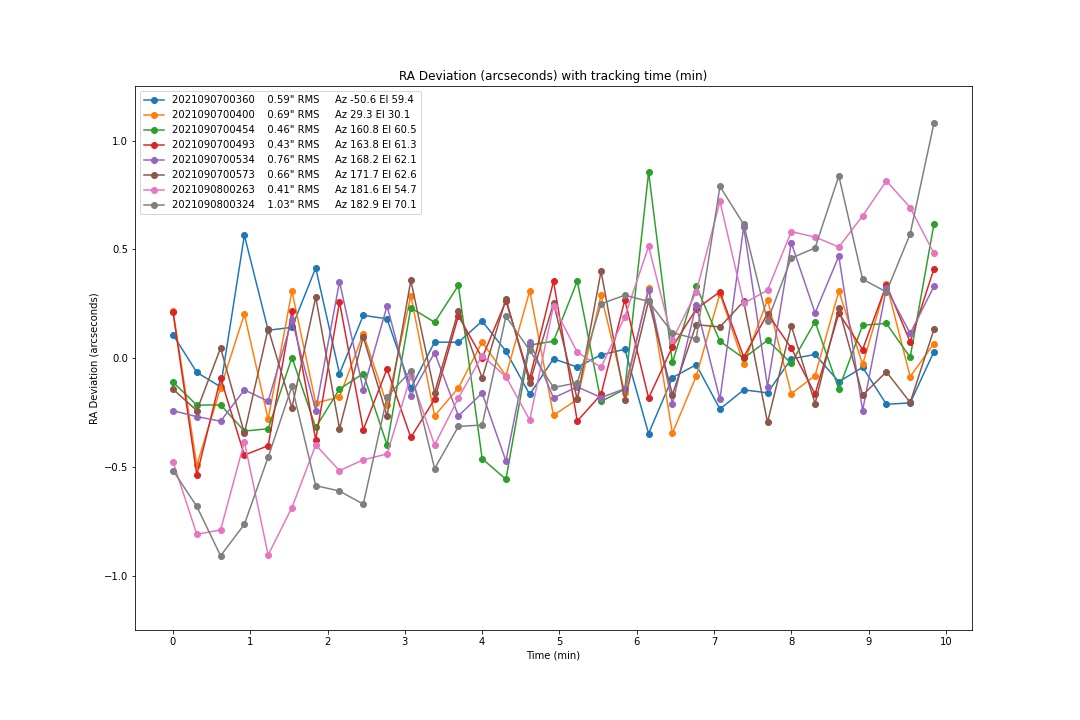 RA Deviation (arcseconds) with tracking time (min)
2021090700360 0.59" RMS Az -50.6 El 59.4
2021090700400 0.69" RMS Az 29.3 El 30.1
2021090700454 0.46" RMS Az 160.8 El 60.5
2021090700493 0.43" RMS Az 163.8 El 61.3
2021090700534 0.76" RMS Az 168.2 El 62.1
2021090700573 0.66" RMS Az 171.7 El 62.6
2021090800263 0.41" RMS Az 181.6 El 54.7
2021090800324 1.03" RMS Az 182.9 El 70.1
1.0
0.5
0.0
−0.5
−1.0
RA Deviation (arcseconds)
0 1 2 3 4 5 6 7 8 9 10
Time (min)